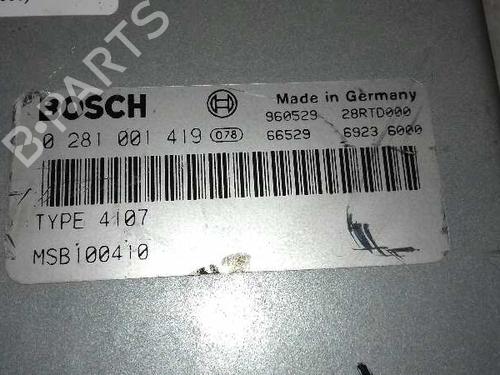 BOSCH
Made in Germany
960529 28RTD000
0 281 001 419 078 66529 6923 6000
TYPE 4107
MSB100410
B-PARTS